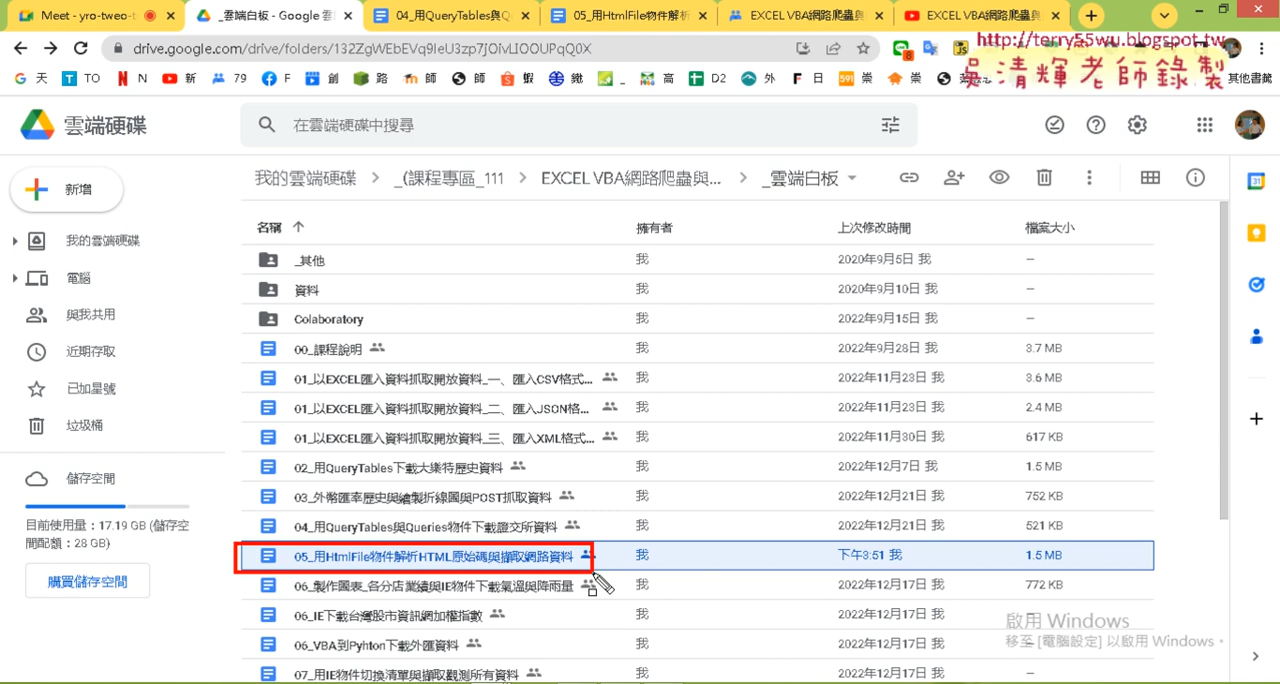 Meet - yro-tweo-t
_雲端白板 - Google 雲
04_用QueryTables與Q
05_用HtmlFile物件解析
EXCEL VBA網路爬蟲與
EXCEL VBA網路爬蟲與
drive.google.com/drive/folders/132ZgWEbEVq9IeU3zp7jOivLIOOUPqQ0X
http://terry55wu.blogspot.tw
吳清輝老師錄製
天 TO N 新 79 F 創 路 師 師 蝦 鐵 _ 高 D2 外 日 崇 崇 其他書籤
雲端硬碟
在雲端硬碟中搜尋
新增
我的雲端硬碟 > _(課程專區_111 > EXCEL VBA網路爬蟲與... > _雲端白板
名稱 擁有者 上次修改時間 檔案大小
我的雲端硬碟
電腦
與我共用
近期存取
已加星號
垃圾桶
儲存空間
目前使用量：17.19 GB (儲存空
間配額：28 GB)
購買儲存空間
_其他 我 2020年9月5日 我 —
資料 我 2020年9月10日 我 —
Colaboratory 我 2022年9月15日 我 —
00_課程說明 我 2022年9月28日 我 3.7 MB
01_以EXCEL匯入資料抓取開放資料_一、匯入CSV格式... 我 2022年11月23日 我 3.6 MB
01_以EXCEL匯入資料抓取開放資料_二、匯入JSON格... 我 2022年11月23日 我 2.4 MB
01_以EXCEL匯入資料抓取開放資料_三、匯入XML格式... 我 2022年11月30日 我 617 KB
02_用QueryTables下載大樂特歷史資料 我 2022年12月7日 我 1.5 MB
03_外幣匯率歷史與繪製折線圖與POST抓取資料 我 2022年12月21日 我 752 KB
04_用QueryTables與Queries物件下載證交所資料 我 2022年12月21日 我 521 KB
05_用HtmlFile物件解析HTML原始碼與擷取網路資料 我 下午3:51 我 1.5 MB
06_製作圖表_各分店業績與IE物件下載氣溫與降雨量 我 2022年12月17日 我 772 KB
06_IE下載台灣股市資訊網加權指數 我 2022年12月17日 我
06_VBA到Pyhton下載外匯資料 我 2022年12月17日 我
07_用IE物件切換清單與擷取觀測所有資料 我 2022年12月17日 我 —
啟用 Windows
移至 [電腦設定] 以啟用 Windows。